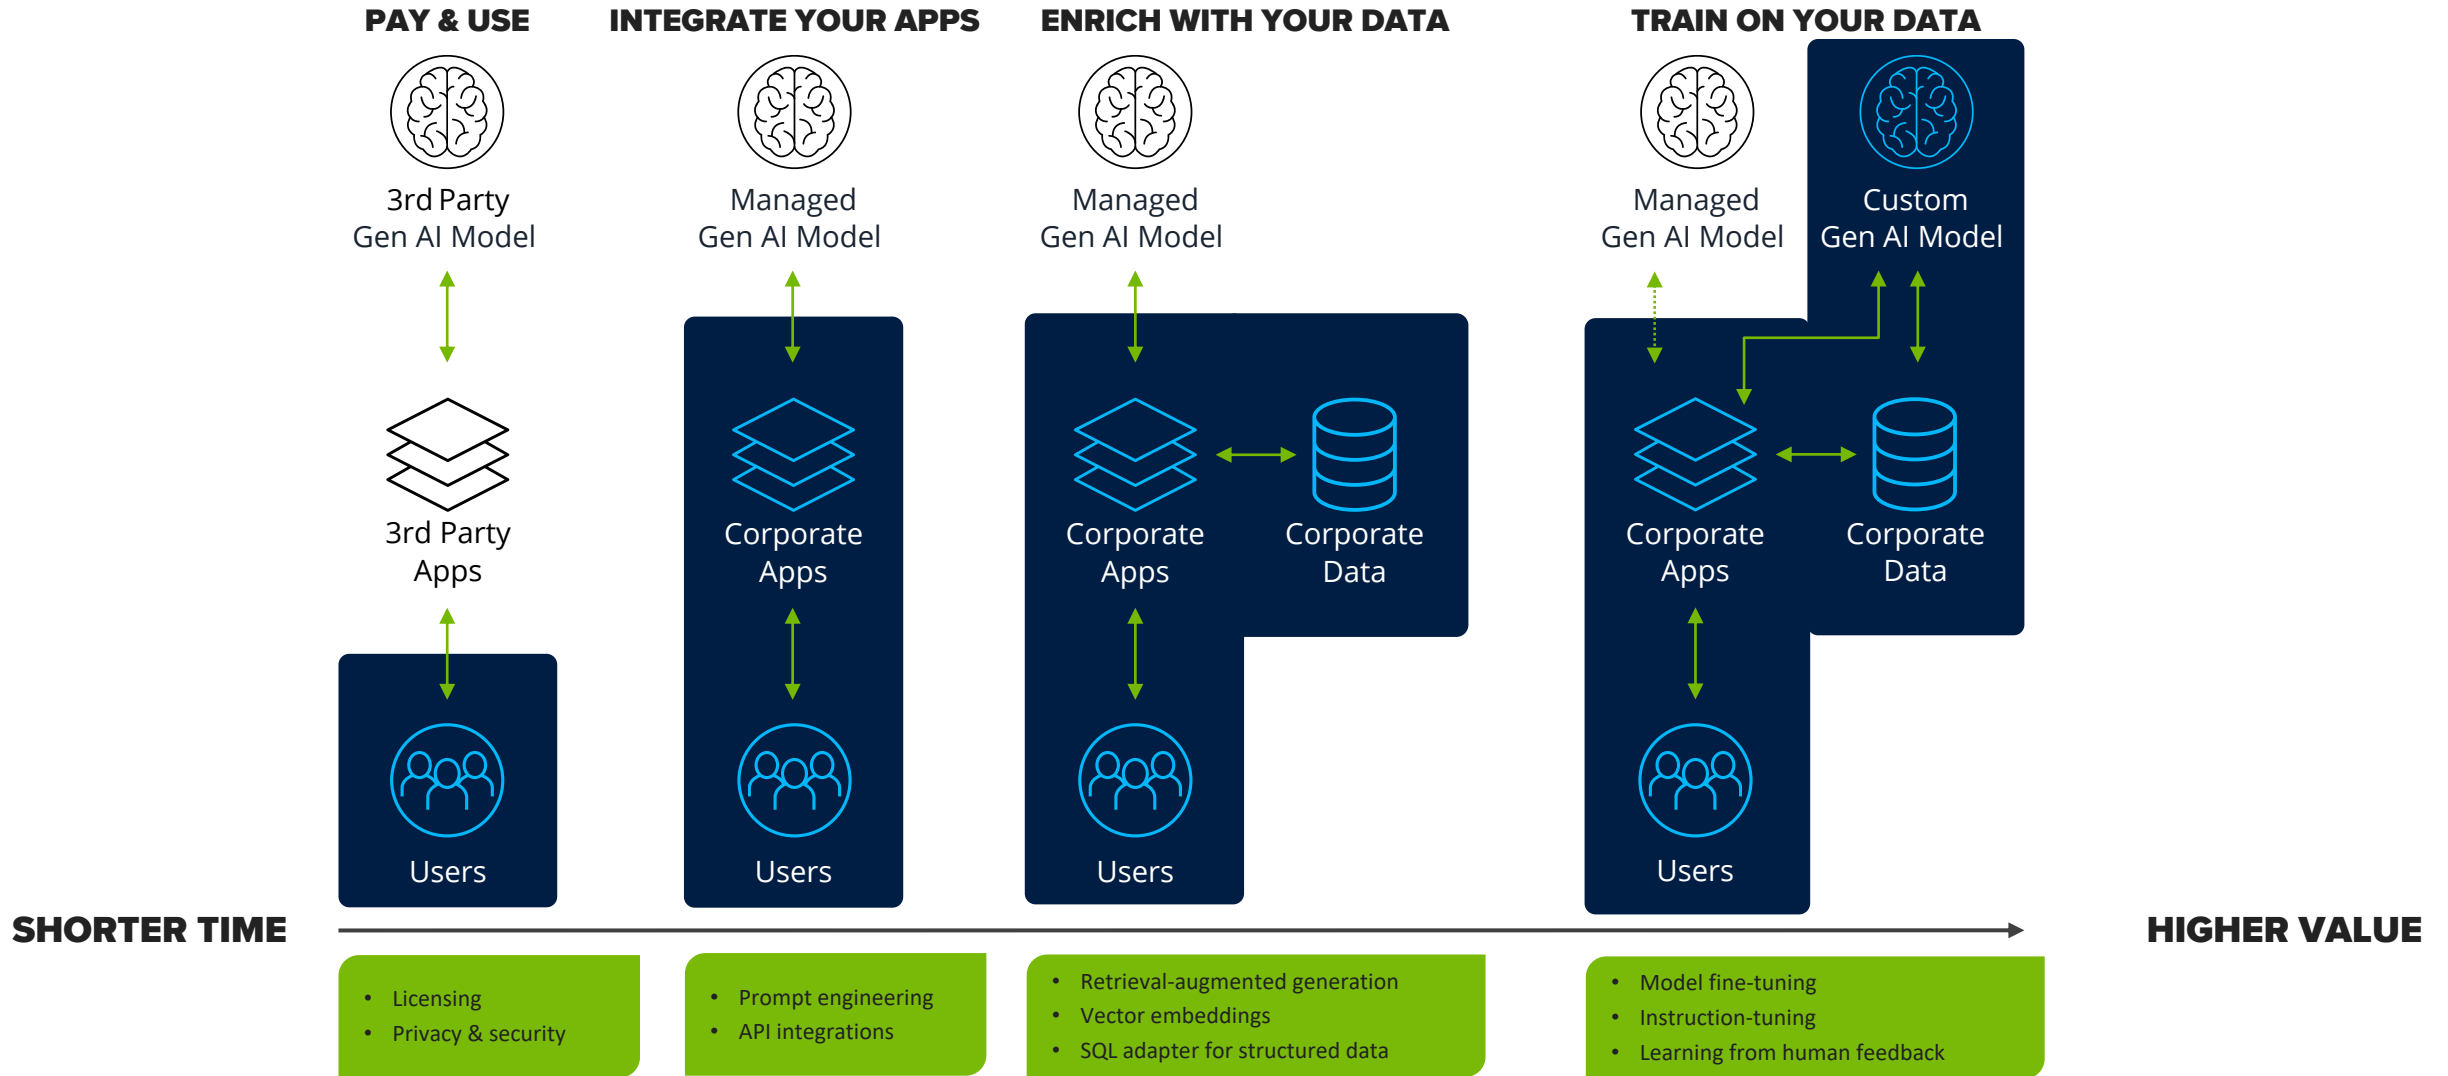 PAY & USE
3rd Party
Gen AI Model
3rd Party
Apps
Users
INTEGRATE YOUR APPS
Managed
Gen AI Model
Corporate
Apps
Users
ENRICH WITH YOUR DATA
Managed
Gen AI Model
Corporate
Apps
Corporate
Data
Users
TRAIN ON YOUR DATA
Managed
Gen AI Model
Custom
Gen AI Model
Corporate
Apps
Corporate
Data
Users
SHORTER TIME
HIGHER VALUE
• Licensing
• Privacy & security
• Prompt engineering
• API integrations
• Retrieval-augmented generation
• Vector embeddings
• SQL adapter for structured data
• Model fine-tuning
• Instruction-tuning
• Learning from human feedback